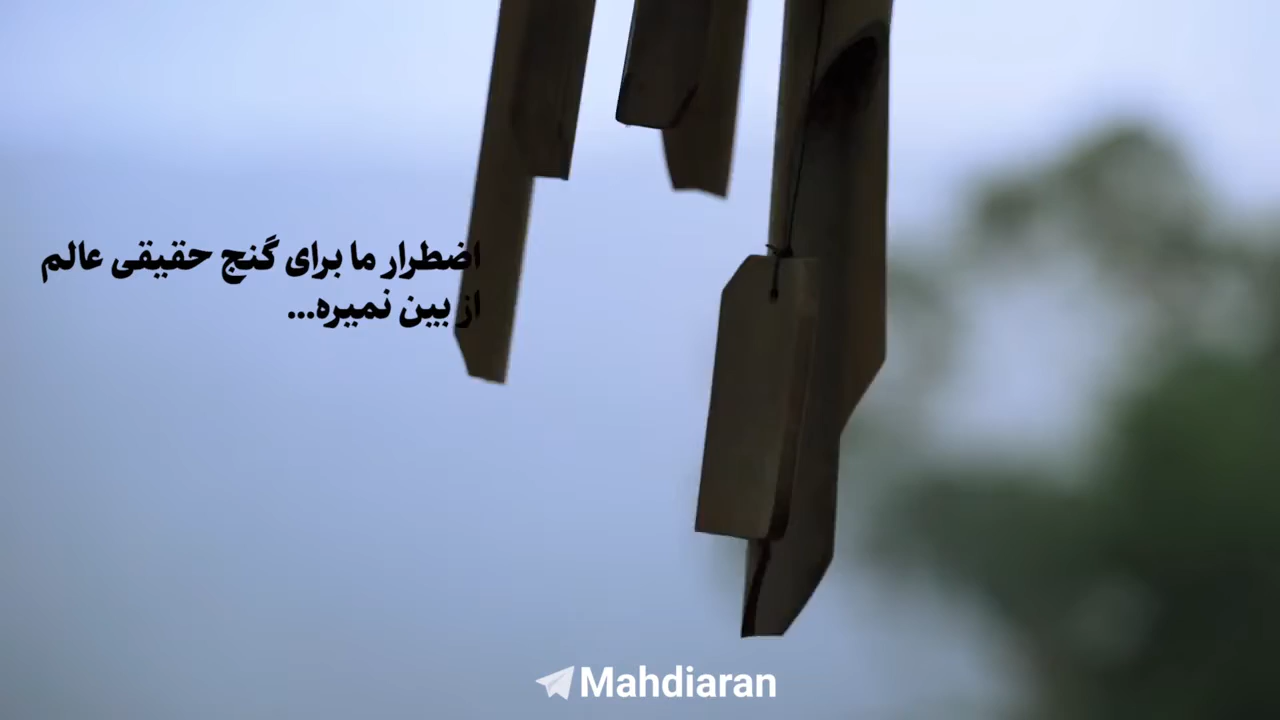 اضطرار ما برای گنج حقیقی عالم
از بین نمیره...
Mahdiaran